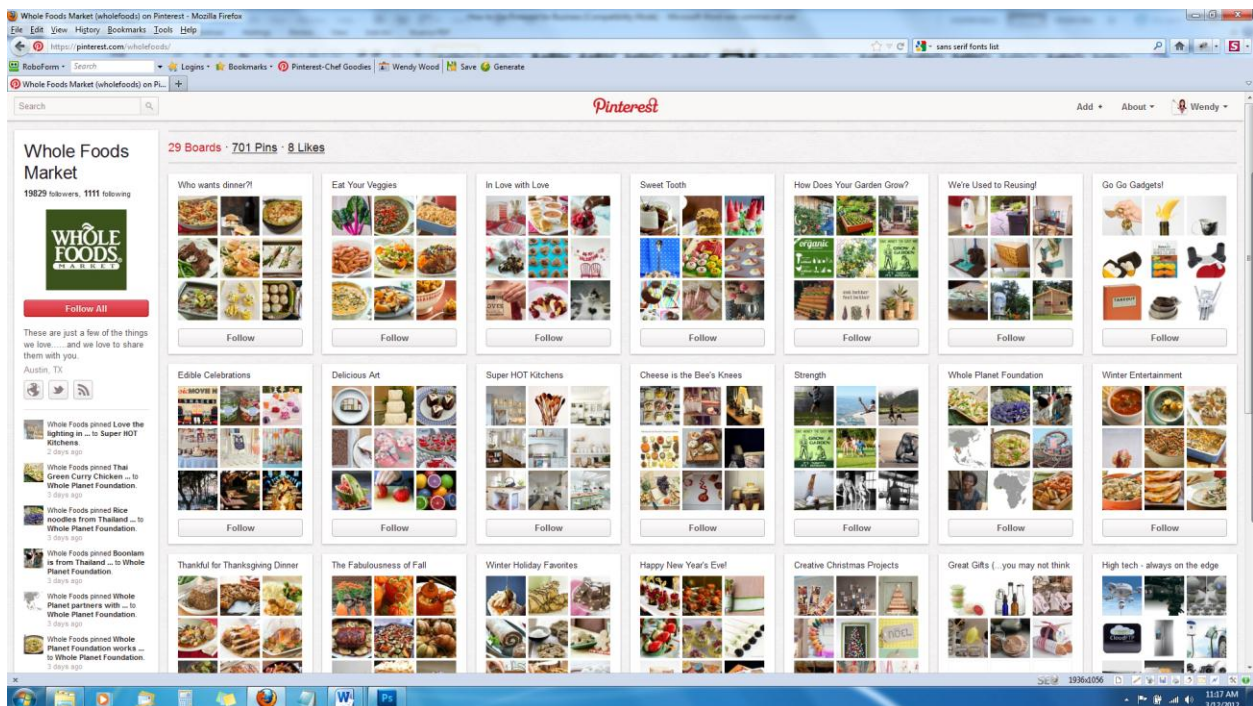 Whole Foods Market (wholefoods) on Pinterest - Mozilla Firefox
File Edit View History Bookmarks Tools Help
https://pinterest.com/wholefoods/
sans serif fonts list
RoboForm Search Logins Bookmarks Pinterest-Chef Goodies Wendy Wood Save Generate
Whole Foods Market (wholefoods) on Pi... +
Search
Pinterest
Add + About Wendy
Whole Foods
Market
19829 followers, 1111 following
WHOLE
FOODS
MARKET
Follow All
These are just a few of the things
we love......and we love to share
them with you.
Austin, TX
Whole Foods pinned Love the
lighting in ... to Super HOT
Kitchens.
2 days ago
Whole Foods pinned Thai
Green Curry Chicken ... to
Whole Planet Foundation.
3 days ago
Whole Foods pinned Rice
noodles from Thailand ... to
Whole Planet Foundation.
3 days ago
Whole Foods pinned Boonlam
is from Thailand ... to Whole
Planet Foundation.
3 days ago
Whole Foods pinned Whole
Planet partners with ... to
Whole Planet Foundation.
3 days ago
Whole Foods pinned Whole
Planet Foundation works ...
to Whole Planet Foundation.
3 days ago
29 Boards · 701 Pins · 8 Likes
Who wants dinner?! Eat Your Veggies In Love with Love Sweet Tooth How Does Your Garden Grow? We're Used to Reusing! Go Go Gadgets!
organic
GROW A
GARDEN
Follow Follow Follow Follow Follow Follow Follow
Edible Celebrations Delicious Art Super HOT Kitchens Cheese is the Bee's Knees Strength Whole Planet Foundation Winter Entertainment
GROW A
GARDEN
Follow Follow Follow Follow Follow Follow Follow
Thankful for Thanksgiving Dinner The Fabulousness of Fall Winter Holiday Favorites Happy New Year's Eve! Creative Christmas Projects Great Gifts (...you may not think High tech - always on the edge
NOEL
1936x1056
11:17 AM
3/12/2012